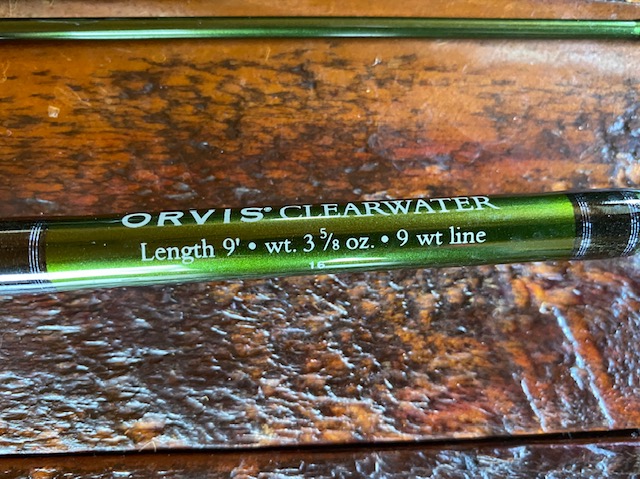 ORVIS® CLEARWATER
Length 9' • wt. 3 5/8 oz. • 9 wt line